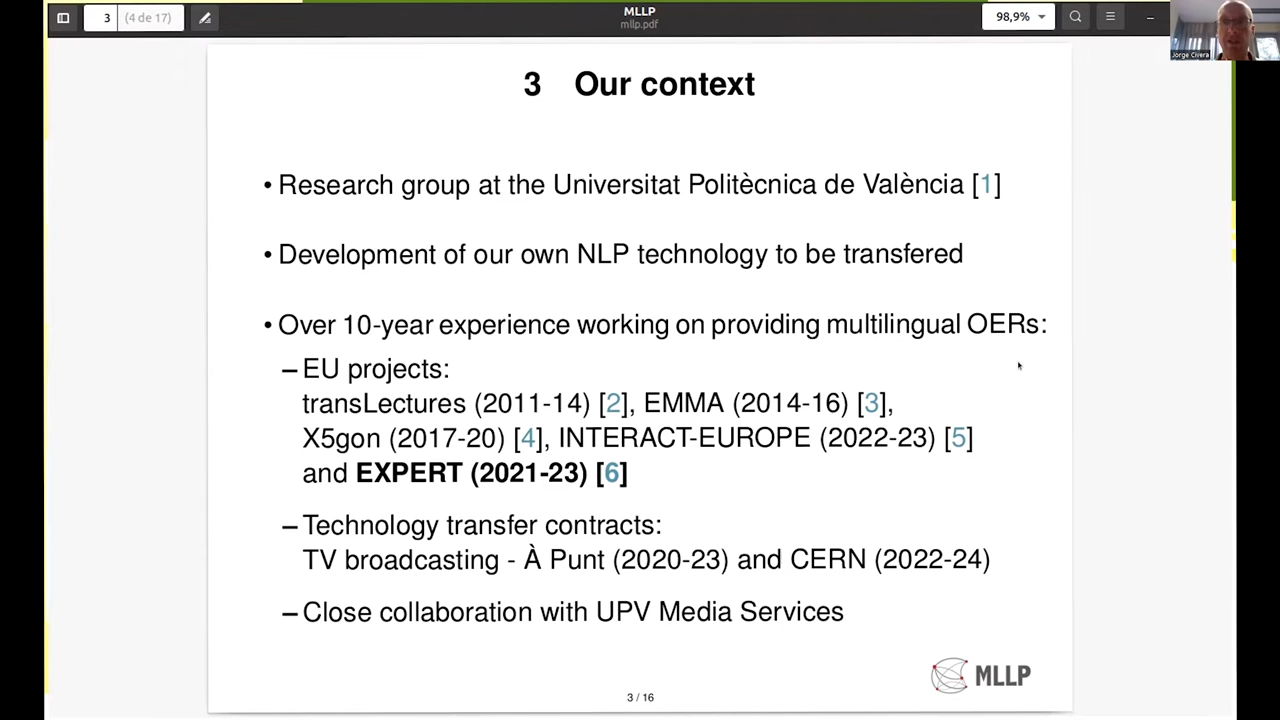 3 (4 de 17)
MLLP
mllp.pdf
98,9%
Jorge Civera
3 Our context
• Research group at the Universitat Politècnica de València [1]
• Development of our own NLP technology to be transfered
• Over 10-year experience working on providing multilingual OERs:
– EU projects:
transLectures (2011-14) [2], EMMA (2014-16) [3],
X5gon (2017-20) [4], INTERACT-EUROPE (2022-23) [5]
and EXPERT (2021-23) [6]
– Technology transfer contracts:
TV broadcasting - À Punt (2020-23) and CERN (2022-24)
– Close collaboration with UPV Media Services
MLLP
3 / 16